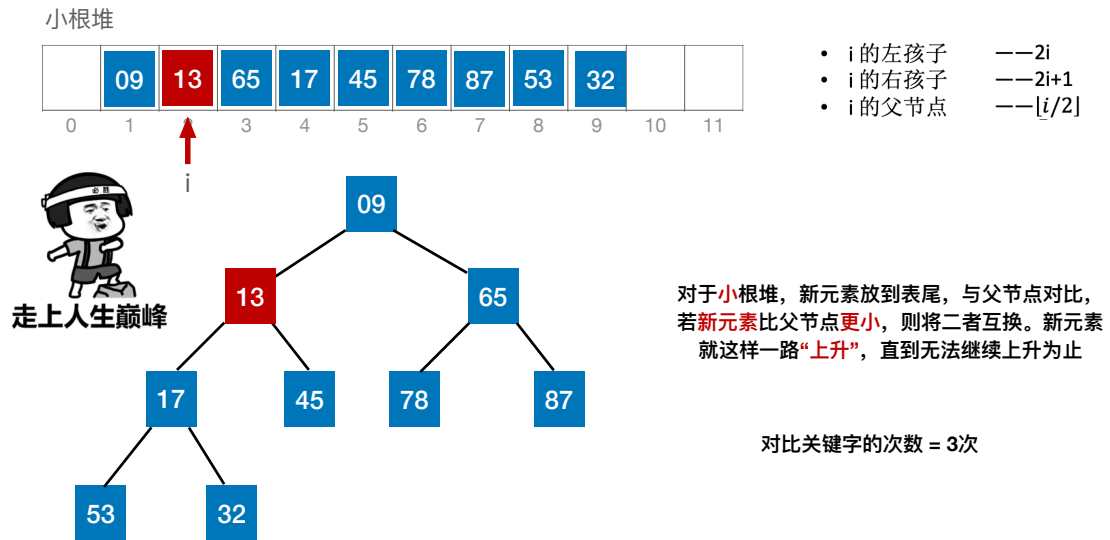 小根堆
09 13 65 17 45 78 87 53 32
0 1 2 3 4 5 6 7 8 9 10 11
i
• i 的左孩子 ——2i
• i 的右孩子 ——2i+1
• i 的父节点 ——⌊i/2⌋
必胜
走上人生巅峰
09
13 65
17 45 78 87
53 32
对于小根堆，新元素放到表尾，与父节点对比，
若新元素比父节点更小，则将二者互换。新元素
就这样一路“上升”，直到无法继续上升为止
对比关键字的次数 = 3次